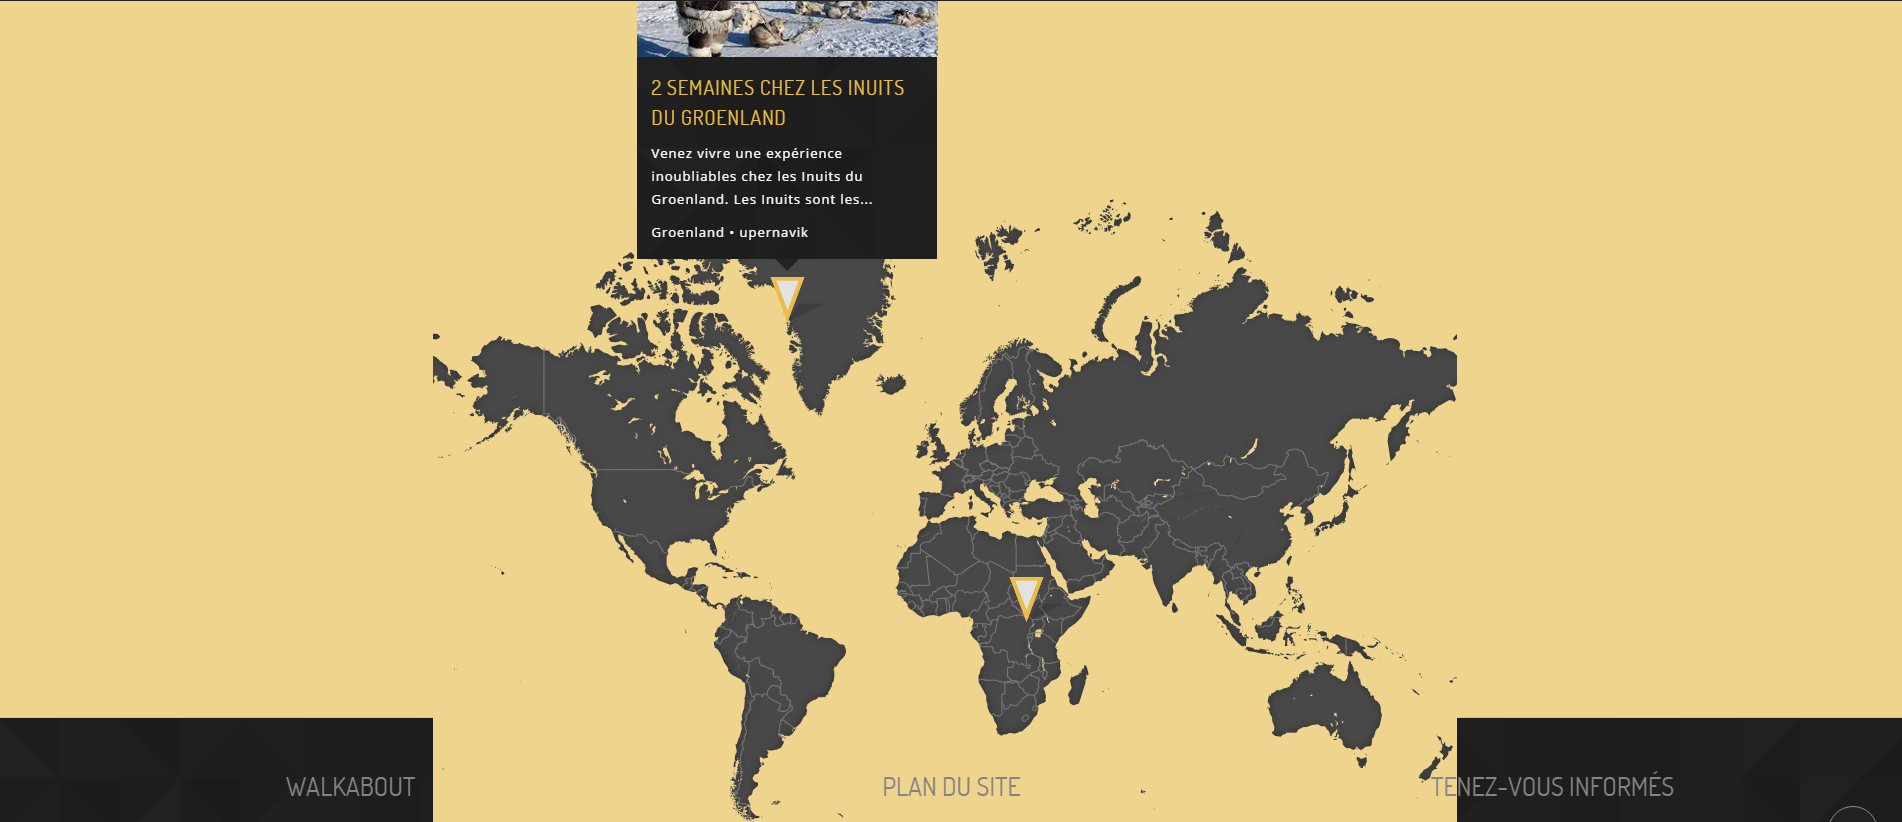 2 SEMAINES CHEZ LES INUITS
DU GROENLAND
Venez vivre une expérience
inoubliables chez les Inuits du
Groenland. Les Inuits sont les...
Groenland • upernavik
WALKABOUT
PLAN DU SITE
TENEZ-VOUS INFORMÉS